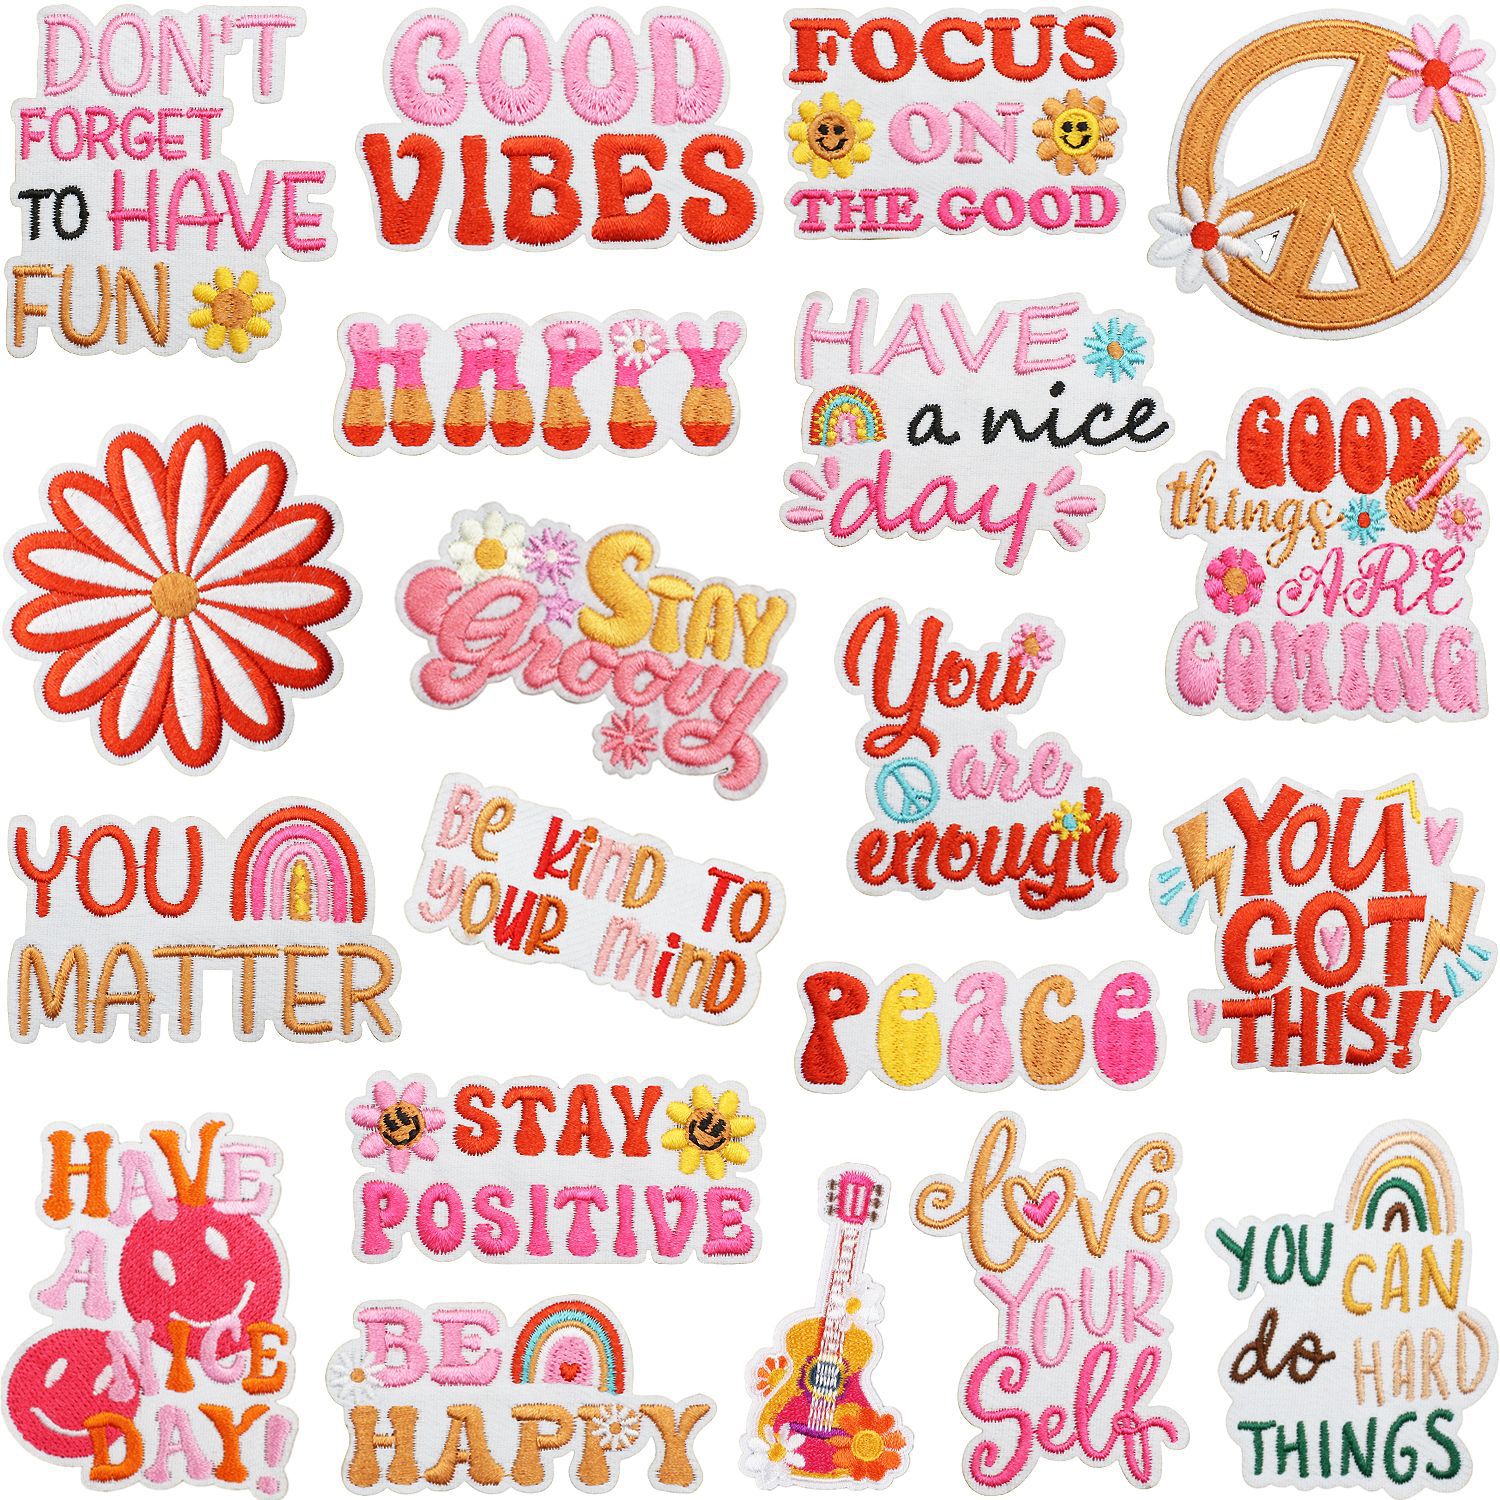 DON'T
FORGET
TO HAVE
FUN
GOOD
VIBES
FOCUS
ON
THE GOOD
HAPPY
HAVE
a nice
day
GOOD
things
ARE
COMING
STAY
Groovy
You
are
enough
YOU
MATTER
BE KIND TO
YOUR MIND
PEACE
YOU
GOT
THIS!
HAVE
A
NICE
DAY!
STAY
POSITIVE
BE
HAPPY
love
YOUR
Self
YOU
CAN
do HARD
THINGS